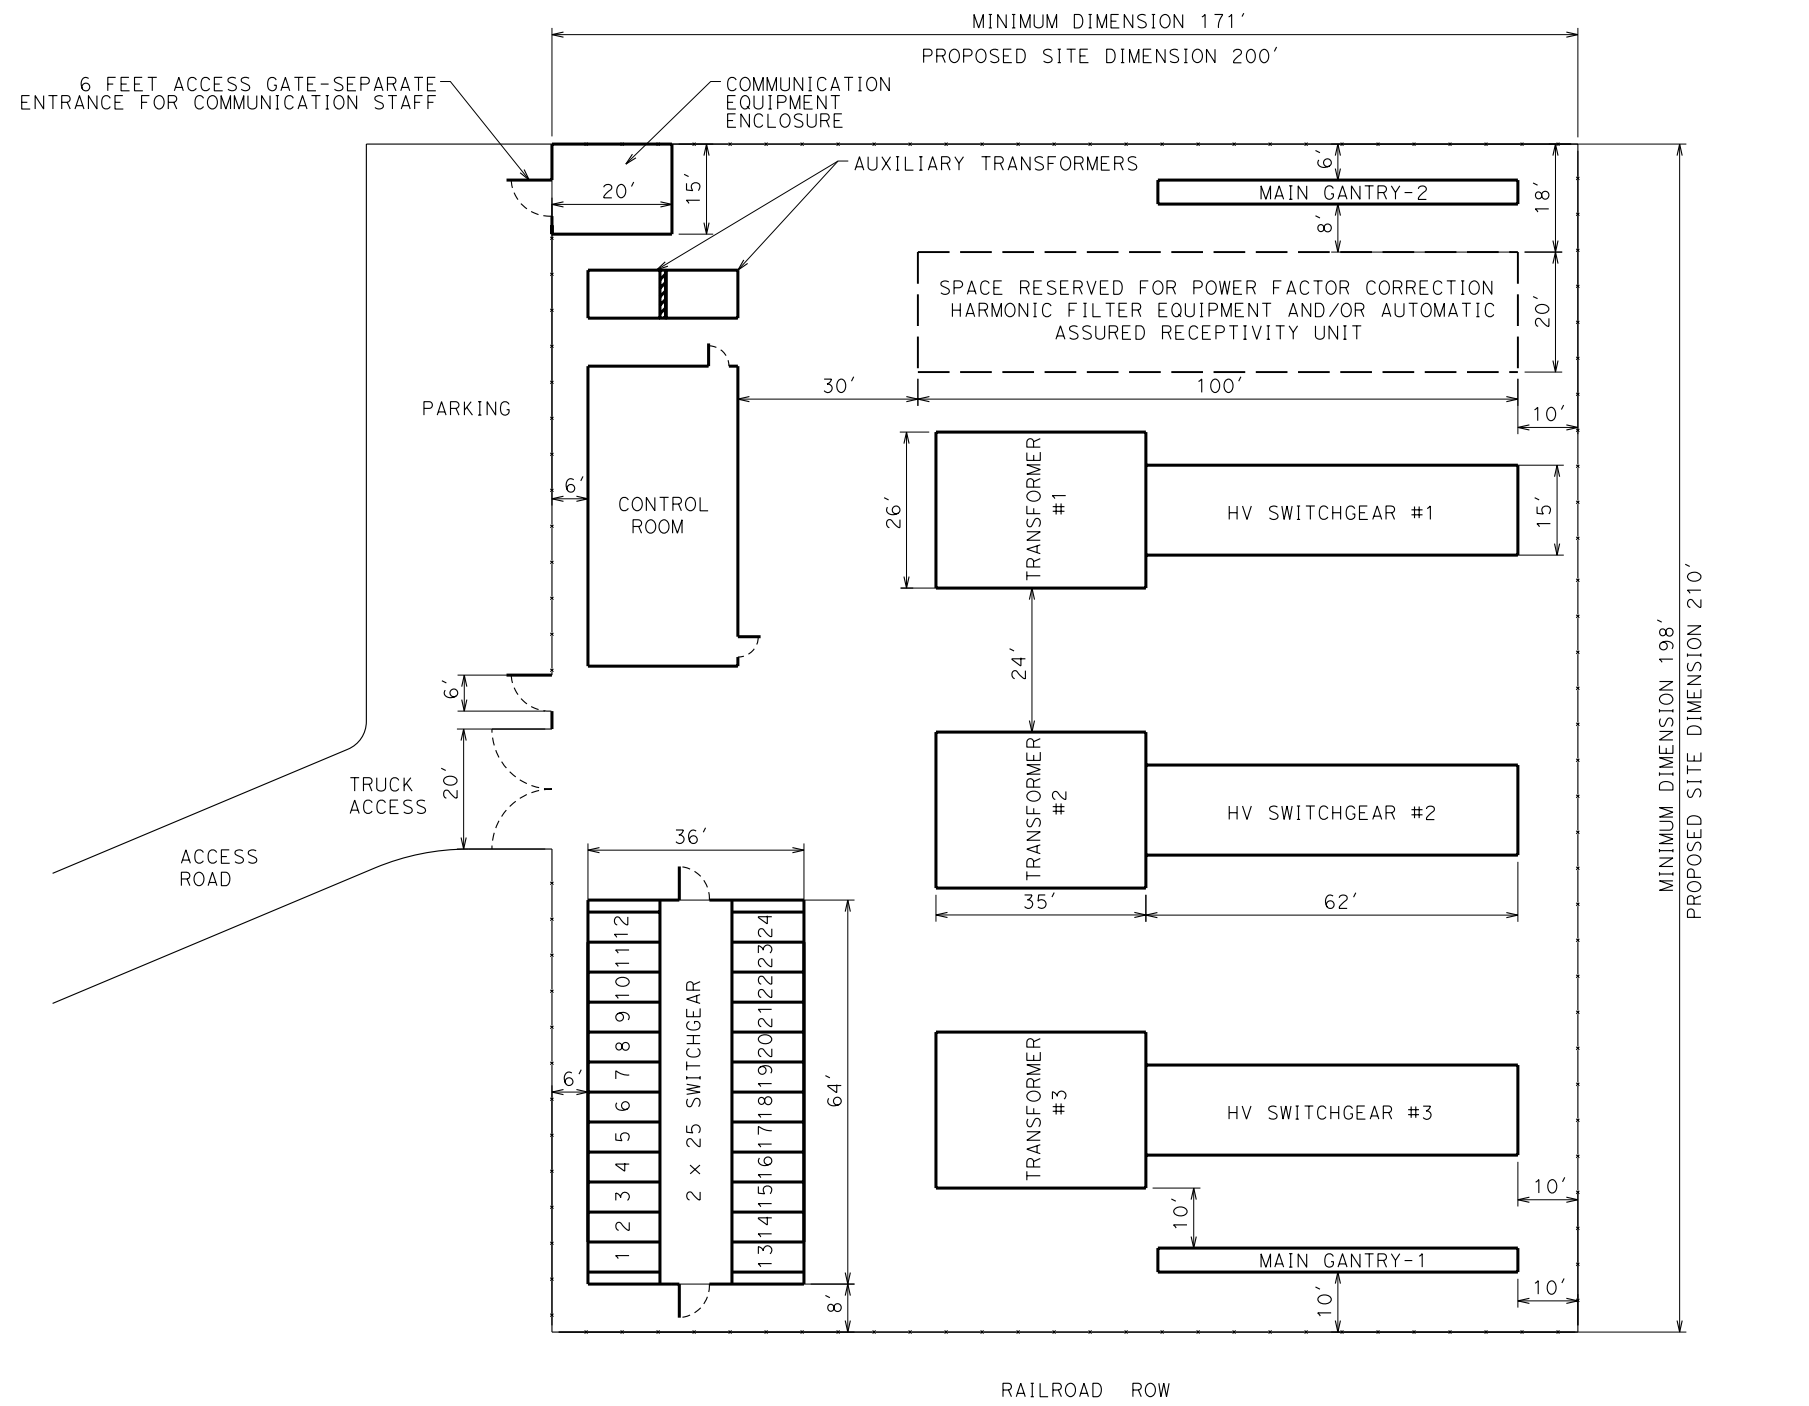 MINIMUM DIMENSION 171'
PROPOSED SITE DIMENSION 200'
6 FEET ACCESS GATE-SEPARATE
ENTRANCE FOR COMMUNICATION STAFF
COMMUNICATION
EQUIPMENT
ENCLOSURE
AUXILIARY TRANSFORMERS
20'
15'
6'
MAIN GANTRY-2
8'
18'
SPACE RESERVED FOR POWER FACTOR CORRECTION
HARMONIC FILTER EQUIPMENT AND/OR AUTOMATIC
ASSURED RECEPTIVITY UNIT
20'
30'
100'
10'
PARKING
6'
CONTROL
ROOM
26'
TRANSFORMER
#1
HV SWITCHGEAR #1
15'
24'
MINIMUM DIMENSION 198'
PROPOSED SITE DIMENSION 210'
6'
20'
TRUCK
ACCESS
ACCESS
ROAD
TRANSFORMER
#2
HV SWITCHGEAR #2
35'
62'
36'
12
11
10
9
8
7
6
5
4
3
2
1
2 x 25 SWITCHGEAR
24
23
22
21
20
19
18
17
16
15
14
13
6'
64'
8'
TRANSFORMER
#3
HV SWITCHGEAR #3
10'
10'
MAIN GANTRY-1
10'
10'
RAILROAD ROW